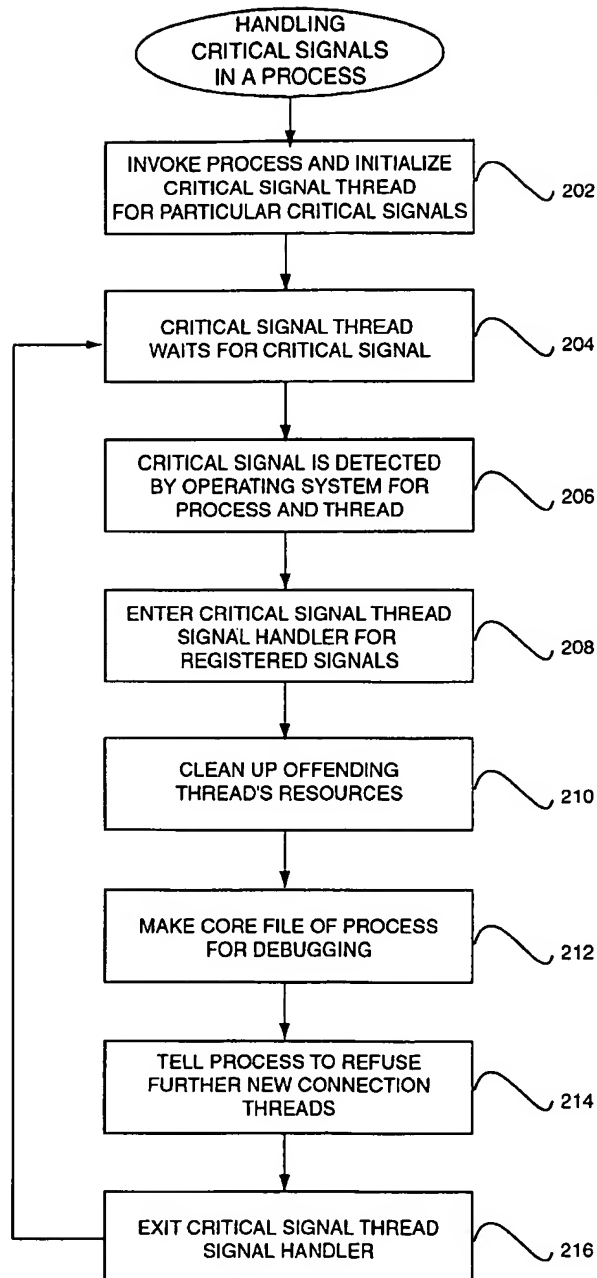 HANDLING
CRITICAL SIGNALS
IN A PROCESS
INVOKE PROCESS AND INITIALIZE
CRITICAL SIGNAL THREAD
FOR PARTICULAR CRITICAL SIGNALS
202
CRITICAL SIGNAL THREAD
WAITS FOR CRITICAL SIGNAL
204
CRITICAL SIGNAL IS DETECTED
BY OPERATING SYSTEM FOR
PROCESS AND THREAD
206
ENTER CRITICAL SIGNAL THREAD
SIGNAL HANDLER FOR
REGISTERED SIGNALS
208
CLEAN UP OFFENDING
THREAD'S RESOURCES
210
MAKE CORE FILE OF PROCESS
FOR DEBUGGING
212
TELL PROCESS TO REFUSE
FURTHER NEW CONNECTION
THREADS
214
EXIT CRITICAL SIGNAL THREAD
SIGNAL HANDLER
216